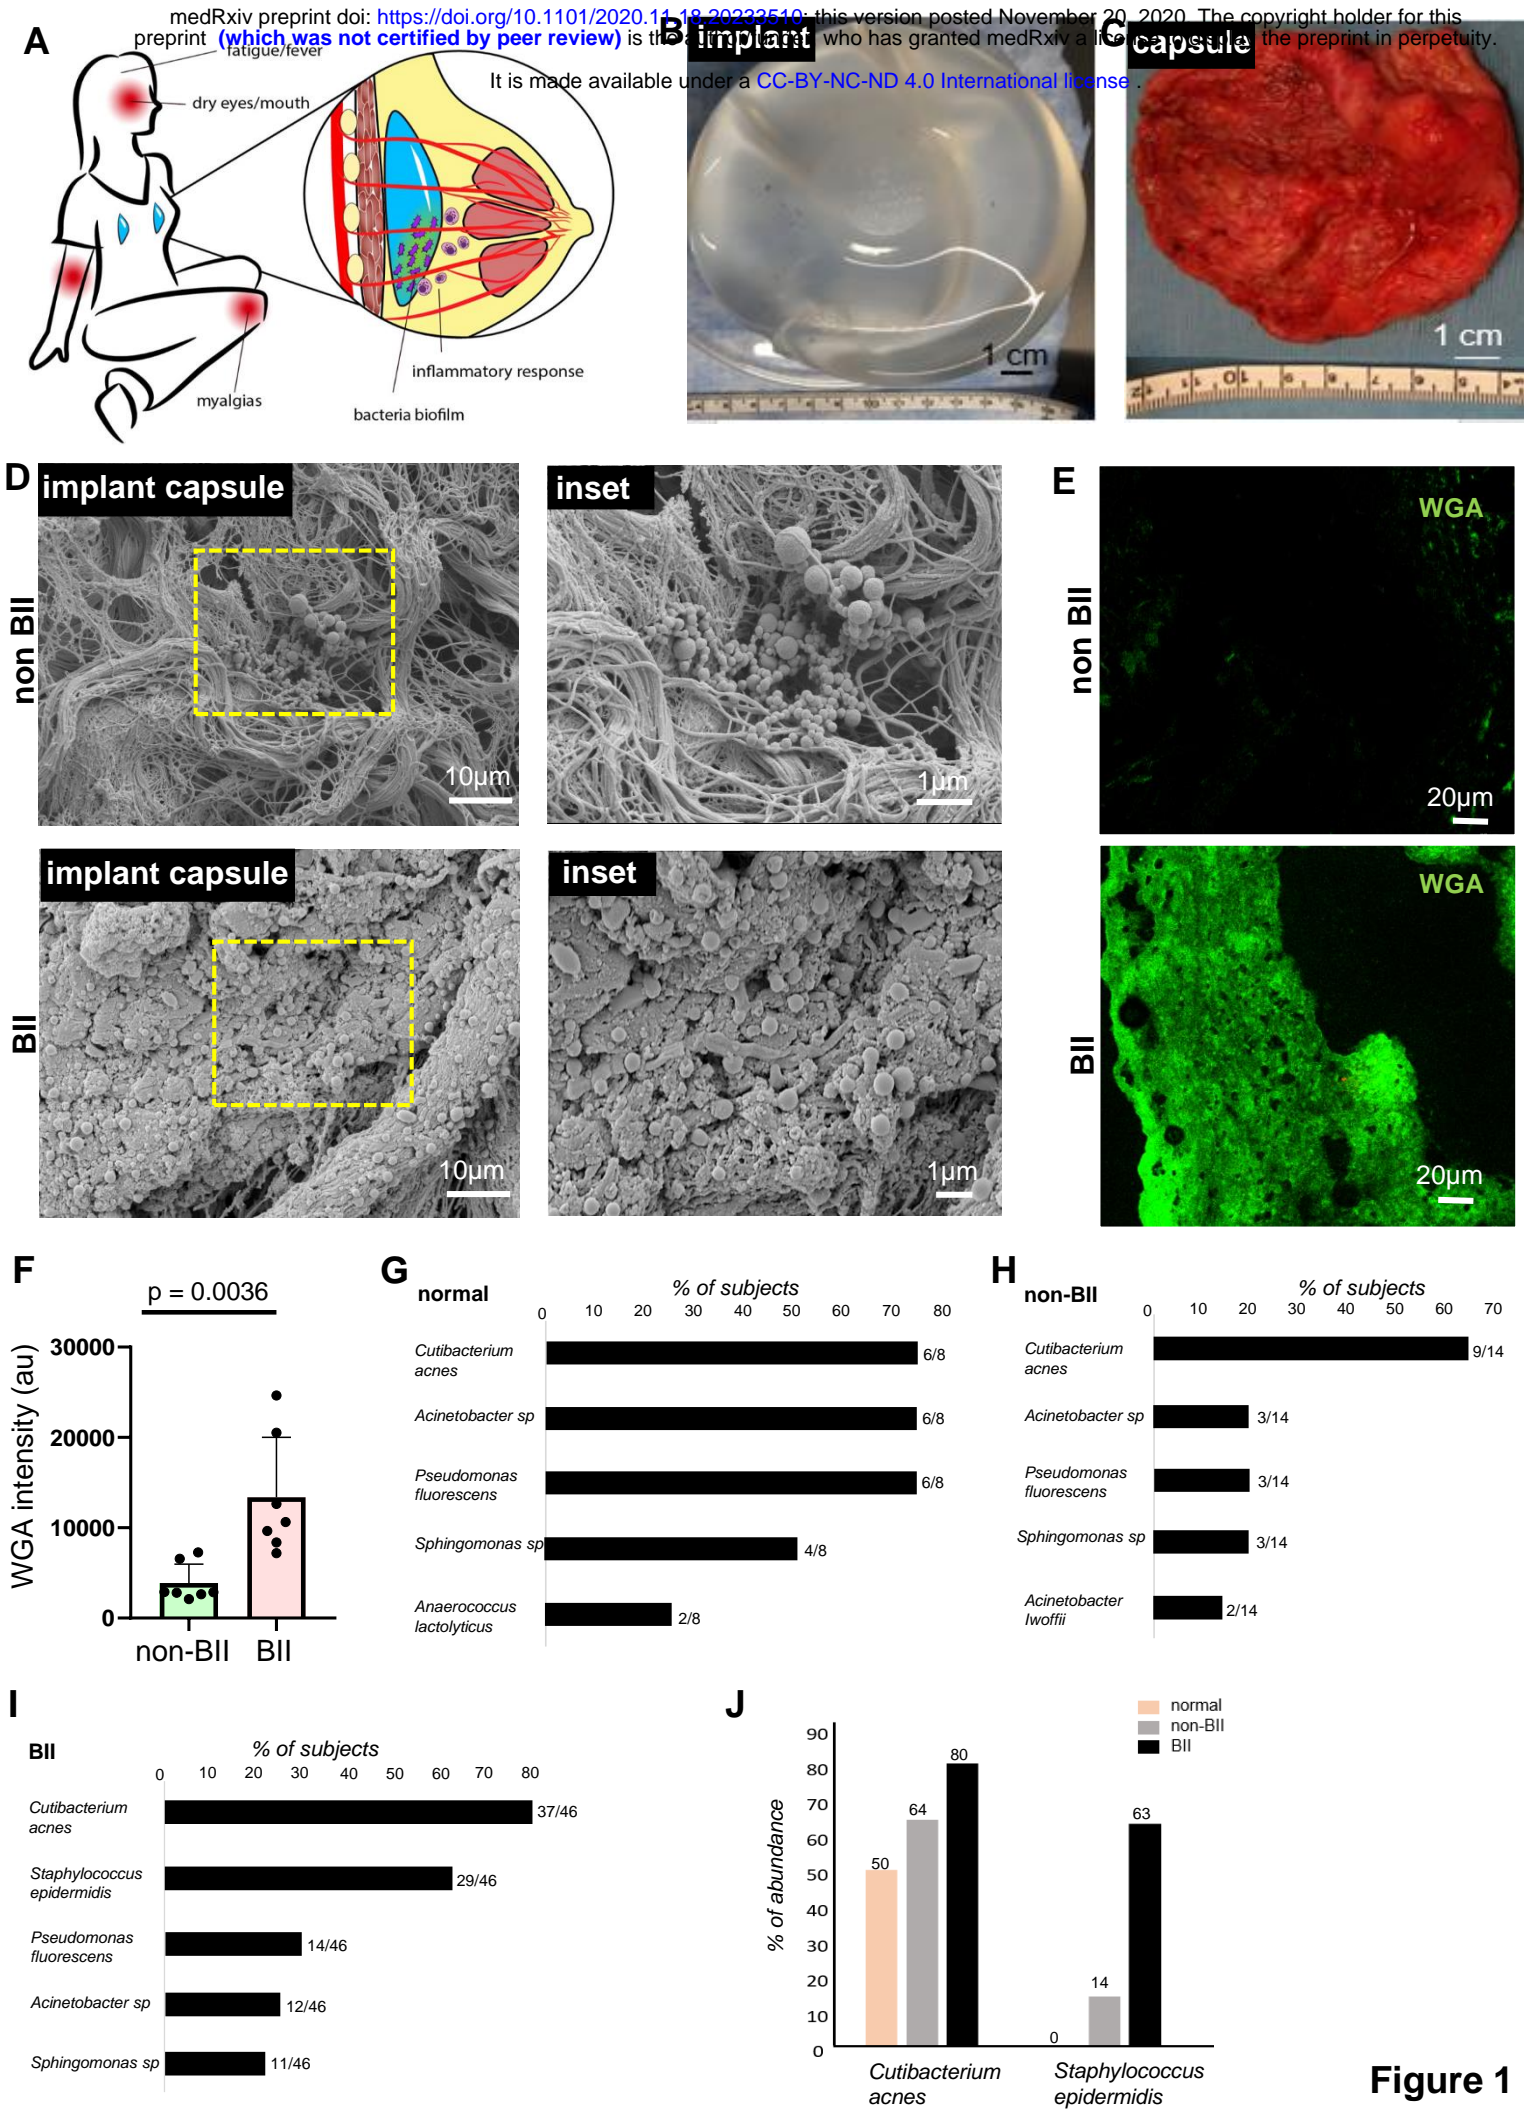 medRxiv preprint doi: https://doi.org/10.1101/2020.11.18.20233510; this version posted November 20, 2020. The copyright holder for this
preprint (which was not certified by peer review) is the author/funder, who has granted medRxiv a license to display the preprint in perpetuity.
It is made available under a CC-BY-NC-ND 4.0 International license .
A
fatigue/fever
dry eyes/mouth
myalgias
bacteria biofilm
inflammatory response
B
implant
1 cm
C
capsule
1 cm
D
implant capsule
inset
non BII
10µm
1µm
implant capsule
inset
BII
10µm
1µm
E
WGA
non BII
20µm
WGA
BII
20µm
F
p = 0.0036
WGA intensity (au)
30000
20000
10000
0
non-BII BII
G
normal
% of subjects
0 10 20 30 40 50 60 70 80
Cutibacterium
acnes
6/8
Acinetobacter sp
6/8
Pseudomonas
fluorescens
6/8
Sphingomonas sp
4/8
Anaerococcus
lactolyticus
2/8
H
non-BII
% of subjects
0 10 20 30 40 50 60 70
Cutibacterium
acnes
9/14
Acinetobacter sp
3/14
Pseudomonas
fluorescens
3/14
Sphingomonas sp
3/14
Acinetobacter
lwoffii
2/14
I
BII
% of subjects
0 10 20 30 40 50 60 70 80
Cutibacterium
acnes
37/46
Staphylococcus
epidermidis
29/46
Pseudomonas
fluorescens
14/46
Acinetobacter sp
12/46
Sphingomonas sp
11/46
J
normal
non-BII
BII
% of abundance
90
80
70
60
50
40
30
20
10
0
50
64
80
0
14
63
Cutibacterium
acnes
Staphylococcus
epidermidis
Figure 1